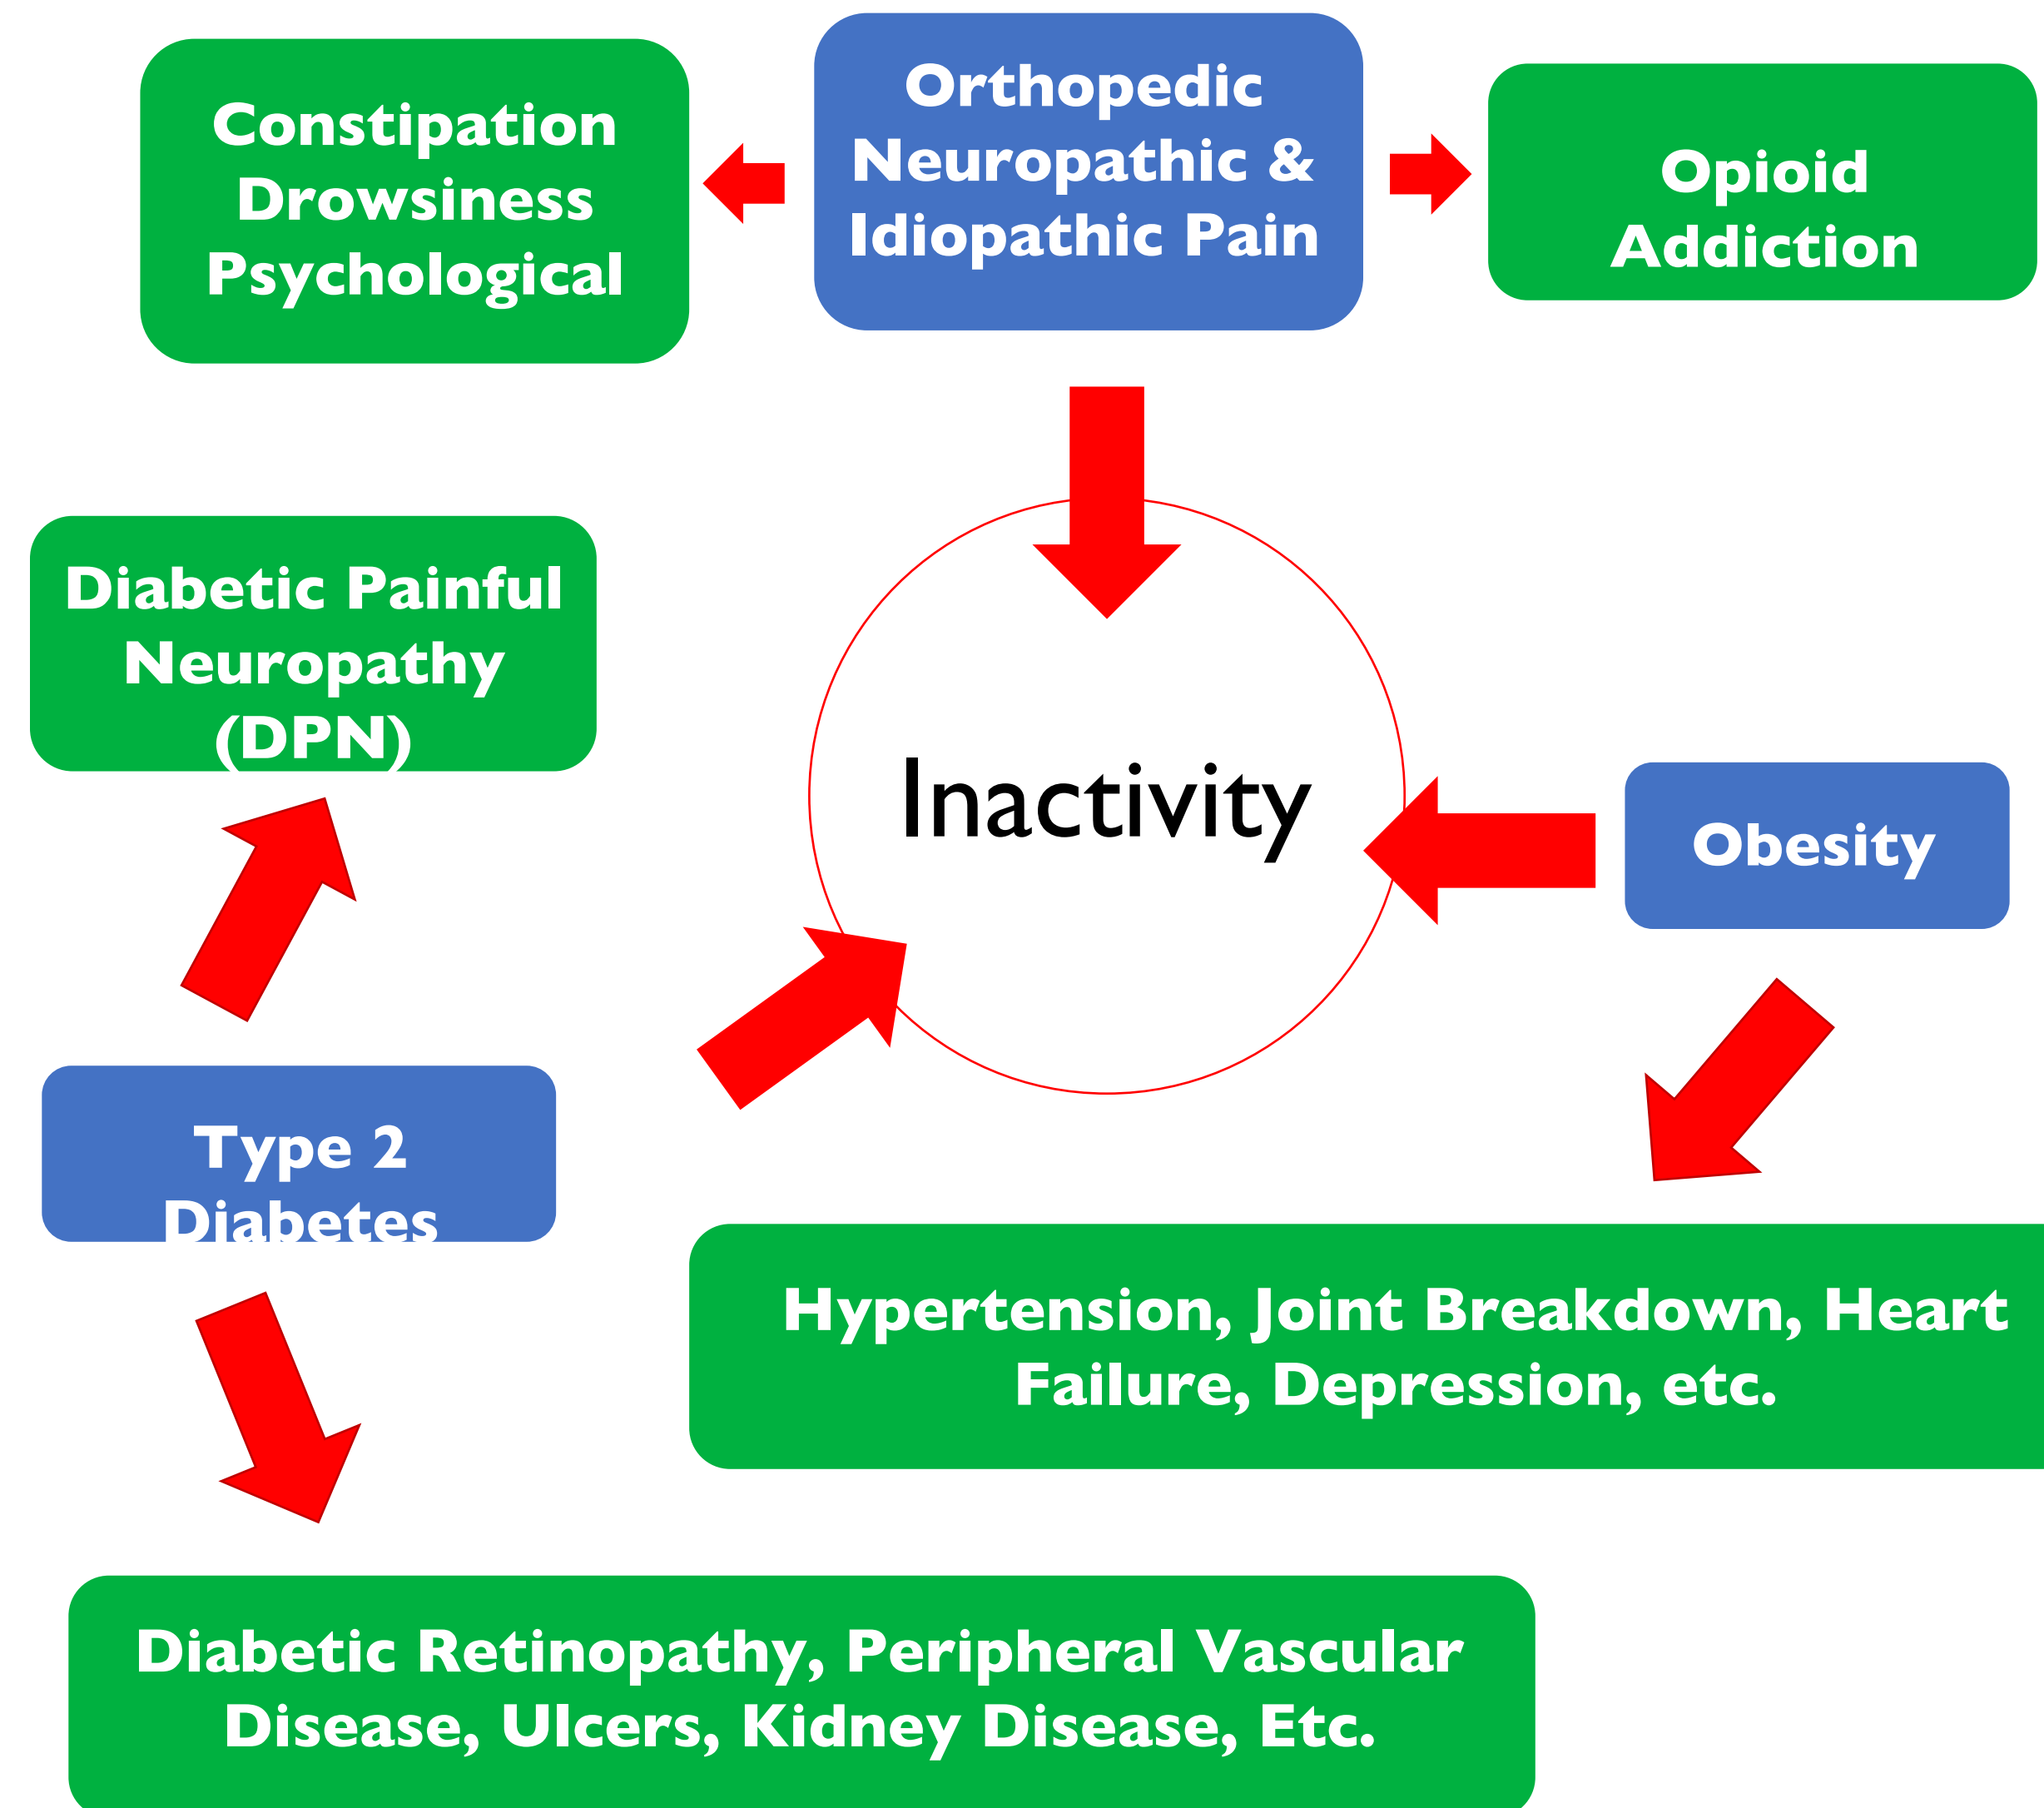 Constipation
Drowsiness
Psychological
Orthopedic
Neuropathic &
Idiopathic Pain
Opioid
Addiction
Diabetic Painful
Neuropathy
(DPN)
Inactivity
Obesity
Type 2
Diabetes
Hypertension, Joint Breakdown, Heart
Failure, Depression, etc.
Diabetic Retinopathy, Peripheral Vascular
Disease, Ulcers, Kidney Disease, Etc.